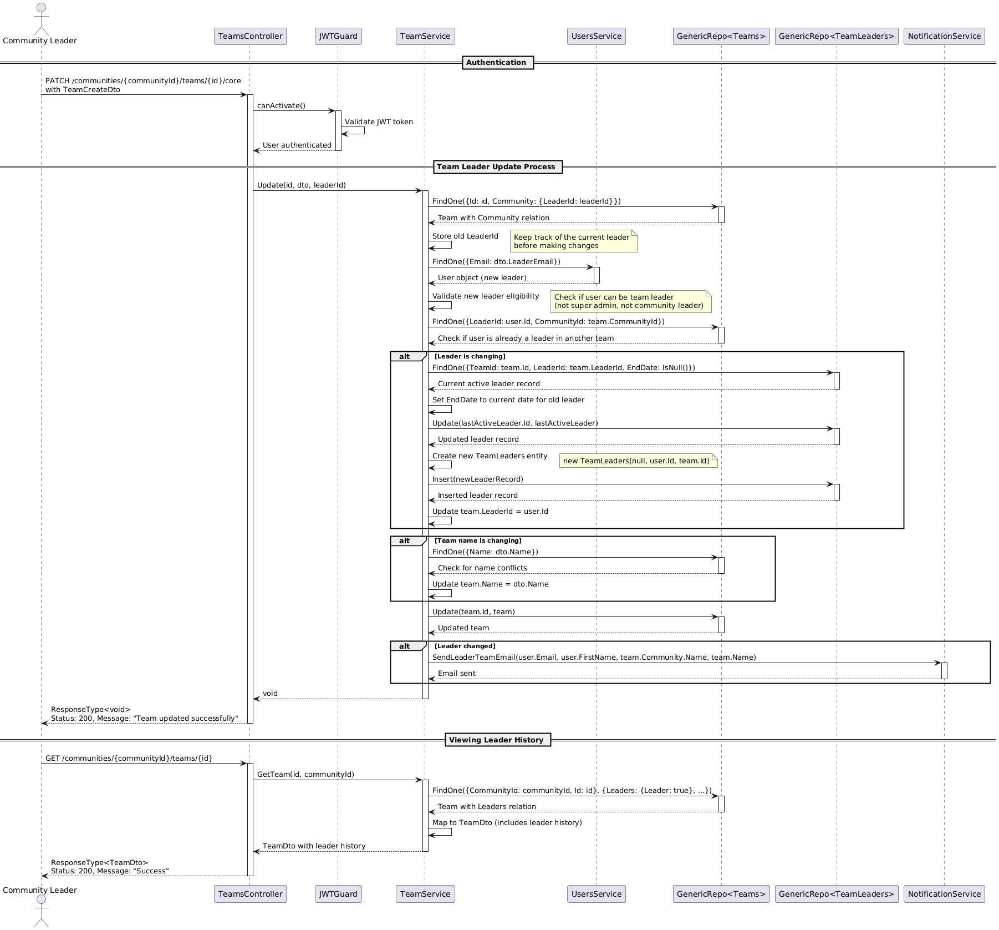 Community Leader
TeamsController
JWTGuard
TeamService
UsersService
GenericRepo<Teams>
GenericRepo<TeamLeaders>
NotificationService
Authentication
PATCH /communities/{communityId}/teams/{id}/core
with TeamCreateDto
canActivate()
Validate JWT token
User authenticated
Team Leader Update Process
Update(id, dto, leaderId)
FindOne({Id: id, Community: {LeaderId: leaderId}})
Team with Community relation
Store old LeaderId
Keep track of the current leader
before making changes
FindOne({Email: dto.LeaderEmail})
User object (new leader)
Validate new leader eligibility
Check if user can be team leader
(not super admin, not community leader)
FindOne({LeaderId: user.Id, CommunityId: team.CommunityId})
Check if user is already a leader in another team
alt
[Leader is changing]
FindOne({TeamId: team.Id, LeaderId: team.LeaderId, EndDate: IsNull()})
Current active leader record
Set EndDate to current date for old leader
Update(lastActiveLeader.Id, lastActiveLeader)
Updated leader record
Create new TeamLeaders entity
new TeamLeaders(null, user.Id, team.Id)
Insert(newLeaderRecord)
Inserted leader record
Update team.LeaderId = user.Id
alt
[Team name is changing]
FindOne({Name: dto.Name})
Check for name conflicts
Update team.Name = dto.Name
Update(team.Id, team)
Updated team
alt
[Leader changed]
SendLeaderTeamEmail(user.Email, user.FirstName, team.Community.Name, team.Name)
Email sent
void
ResponseType<void>
Status: 200, Message: "Team updated successfully"
Viewing Leader History
GET /communities/{communityId}/teams/{id}
GetTeam(id, communityId)
FindOne({CommunityId: communityId, Id: id}, {Leaders: {Leader: true}, ...})
Team with Leaders relation
Map to TeamDto (includes leader history)
TeamDto with leader history
ResponseType<TeamDto>
Status: 200, Message: "Success"
Community Leader
TeamsController
JWTGuard
TeamService
UsersService
GenericRepo<Teams>
GenericRepo<TeamLeaders>
NotificationService